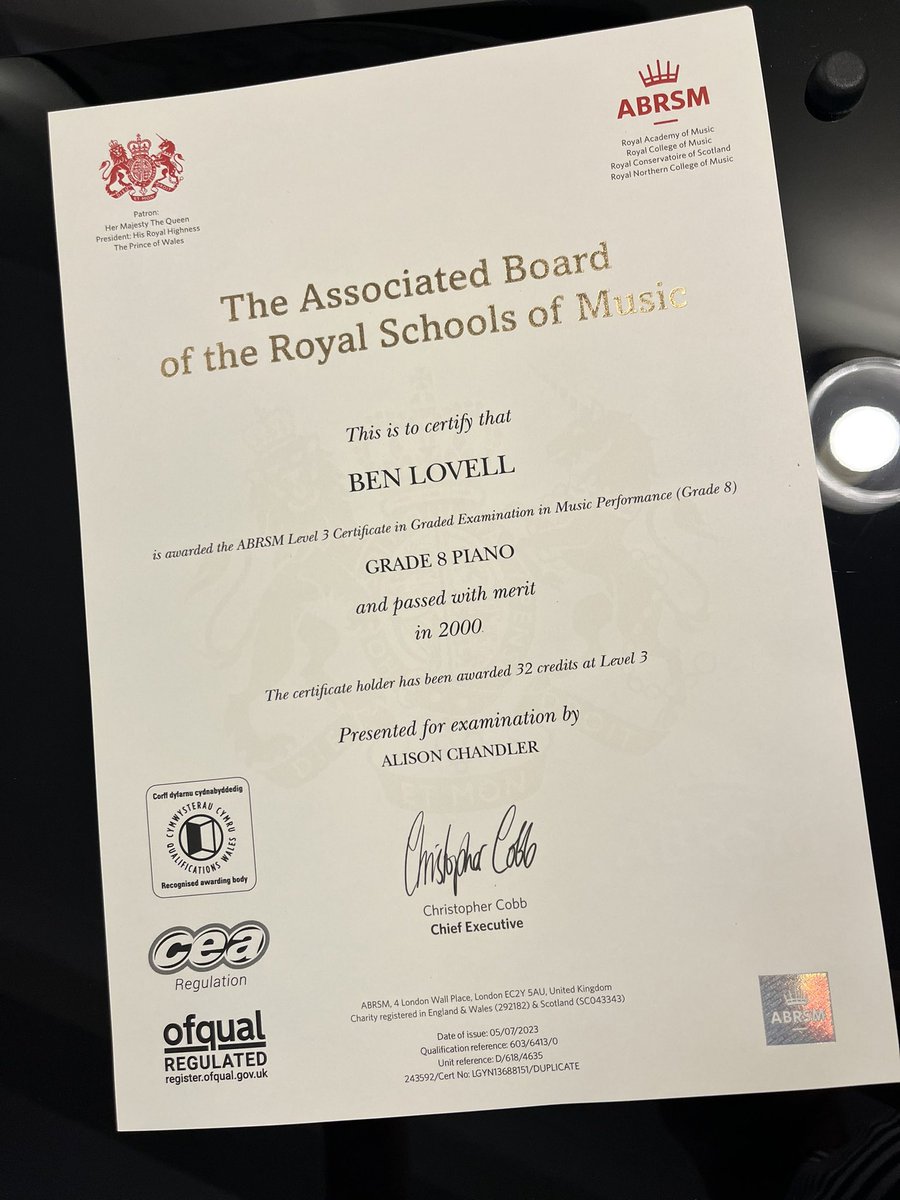 Patron:
Her Majesty The Queen
President: His Royal Highness
The Prince of Wales
ABRSM
Royal Academy of Music
Royal College of Music
Royal Conservatoire of Scotland
Royal Northern College of Music
The Associated Board
of the Royal Schools of Music
This is to certify that
BEN LOVELL
is awarded the ABRSM Level 3 Certificate in Graded Examination in Music Performance (Grade 8)
GRADE 8 PIANO
and passed with merit
in 2000
The certificate holder has been awarded 32 credits at Level 3
Presented for examination by
ALISON CHANDLER
Corff dyfarnu cydnabyddedig
CYMWYSTERAU CYMRU
QUALIFICATIONS WALES
Recognised awarding body
Christopher Cobb
Christopher Cobb
Chief Executive
cea
Regulation
ofqual
REGULATED
register.ofqual.gov.uk
ABRSM, 4 London Wall Place, London EC2Y 5AU, United Kingdom
Charity registered in England & Wales (292182) & Scotland (SC043343)
Date of issue: 05/07/2023
Qualification reference: 603/6413/0
Unit reference: D/618/4635
243592/Cert No: LGYN13688151/DUPLICATE
ABRSM